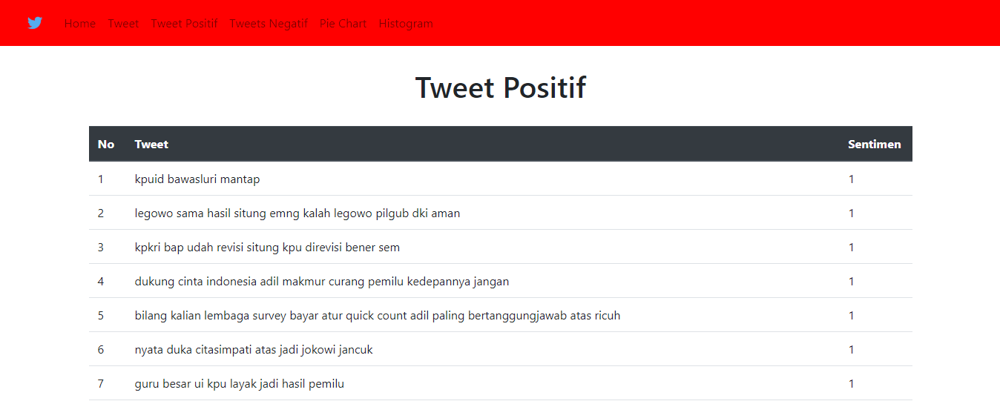 Home Tweet Tweet Positif Tweets Negatif Pie Chart Histogram
Tweet Positif
No Tweet Sentimen
1 kpuid bawasluri mantap 1
2 legowo sama hasil situng emng kalah legowo pilgub dki aman 1
3 kpkri bap udah revisi situng kpu direvisi bener sem 1
4 dukung cinta indonesia adil makmur curang pemilu kedepannya jangan 1
5 bilang kalian lembaga survey bayar atur quick count adil paling bertanggungjawab atas ricuh 1
6 nyata duka citasimpati atas jadi jokowi jancuk 1
7 guru besar ui kpu layak jadi hasil pemilu 1